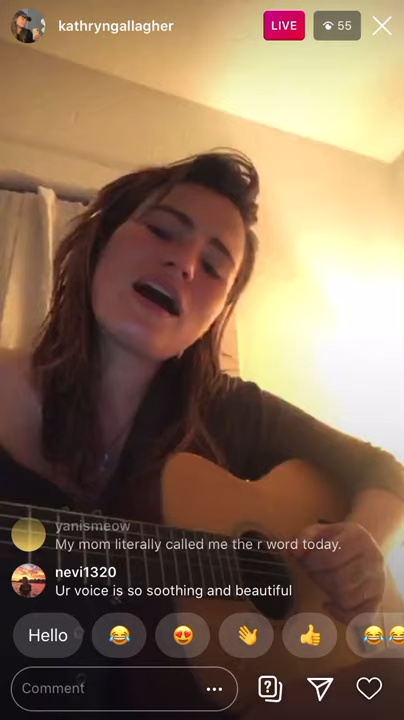 kathryngallagher
LIVE
55
yanismeow
My mom literally called me the r word today.
nevi1320
Ur voice is so soothing and beautiful
Hello
Comment